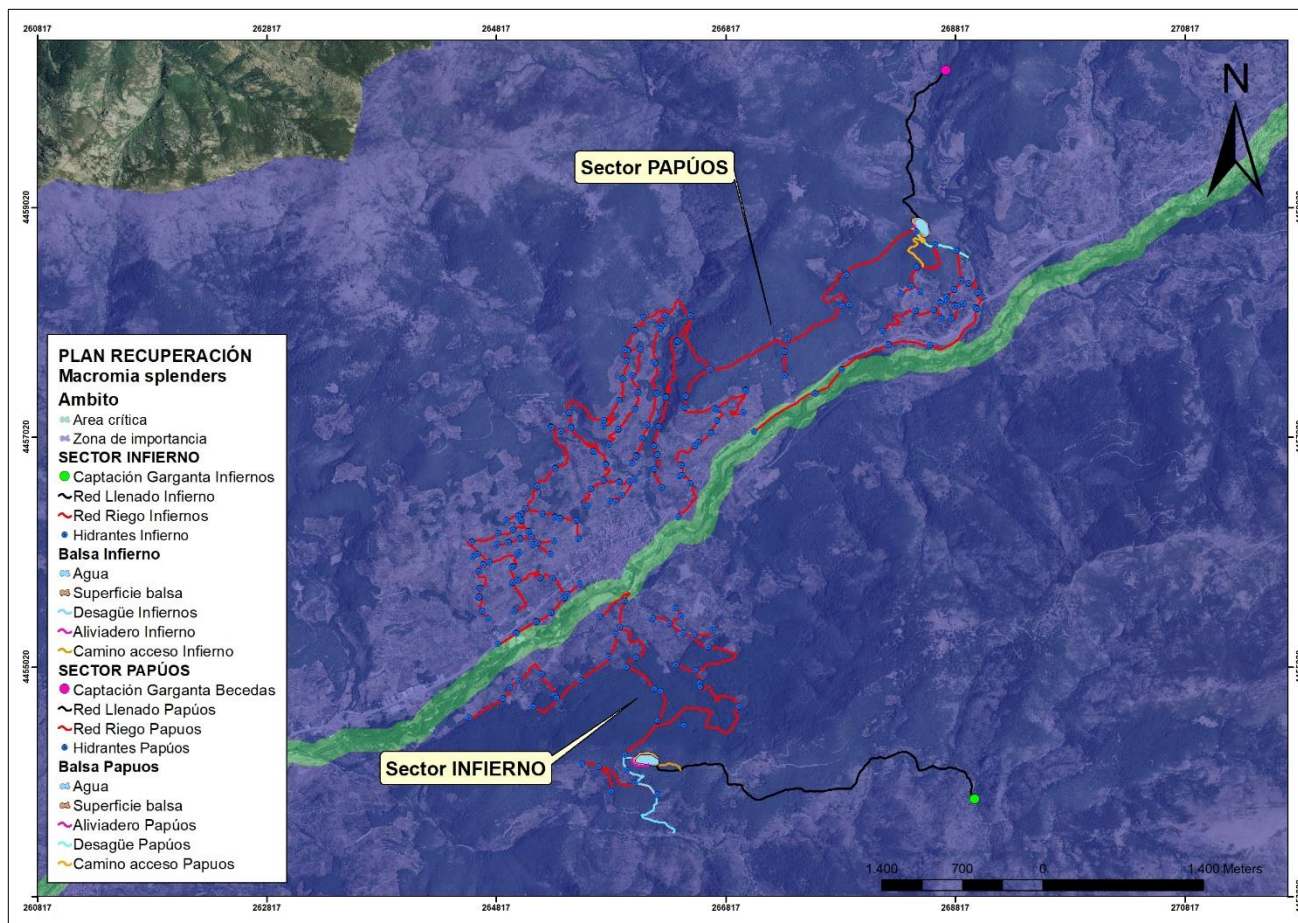 260817 262817 264817 266817 268817 270817
N
Sector PAPÚOS
4459020
4457020
4455020
PLAN RECUPERACIÓN
Macromia splenders
Ambito
Area crítica
Zona de importancia
SECTOR INFIERNO
Captación Garganta Infiernos
Red Llenado Infierno
Red Riego Infiernos
Hidrantes Infierno
Balsa Infierno
Agua
Superficie balsa
Desagüe Infiernos
Aliviadero Infierno
Camino acceso Infierno
SECTOR PAPÚOS
Captación Garganta Becedas
Red Llenado Papúos
Red Riego Papuos
Hidrantes Papúos
Balsa Papuos
Agua
Superficie balsa
Aliviadero Papúos
Desagüe Papúos
Camino acceso Papuos
Sector INFIERNO
1.400 700 0 1.400 Meters
260817 262817 264817 266817 268817 270817